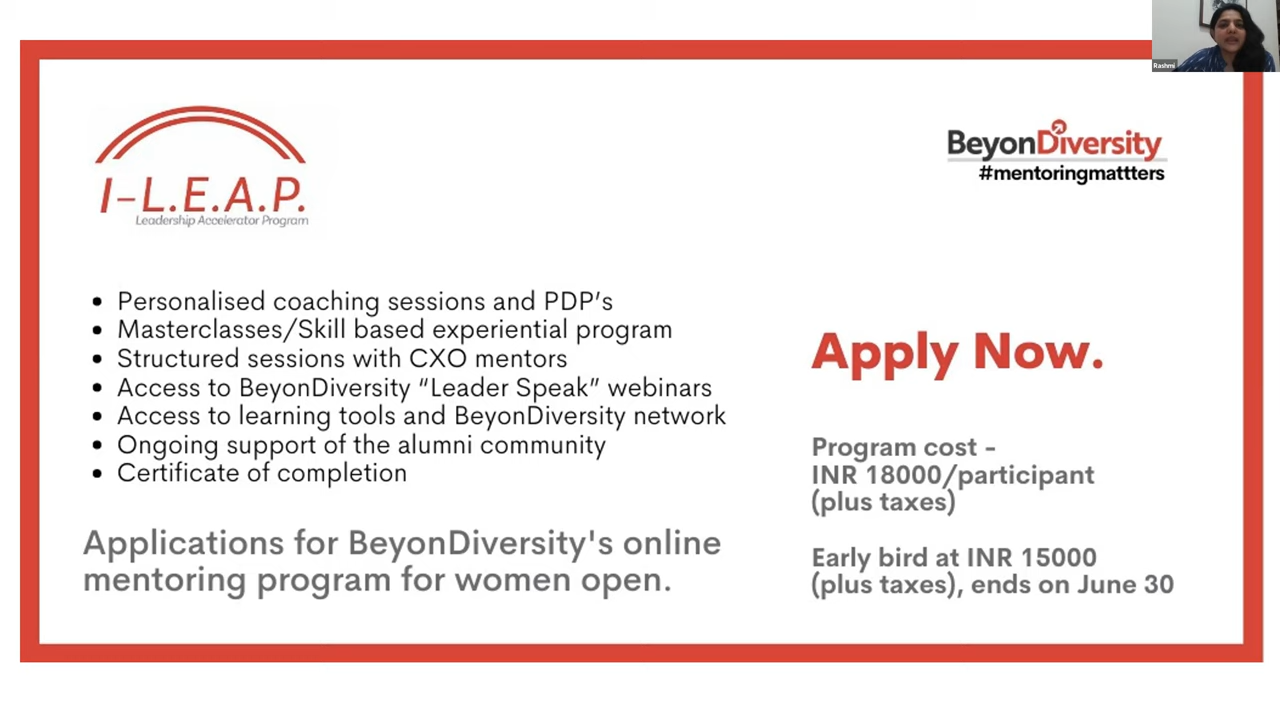 Rashmi
I-L.E.A.P.
Leadership Accelerator Program
BeyonDiversity
#mentoringmattters
• Personalised coaching sessions and PDP's
• Masterclasses/Skill based experiential program
• Structured sessions with CXO mentors
• Access to BeyonDiversity “Leader Speak” webinars
• Access to learning tools and BeyonDiversity network
• Ongoing support of the alumni community
• Certificate of completion
Applications for BeyonDiversity's online
mentoring program for women open.
Apply Now.
Program cost -
INR 18000/participant
(plus taxes)
Early bird at INR 15000
(plus taxes), ends on June 30